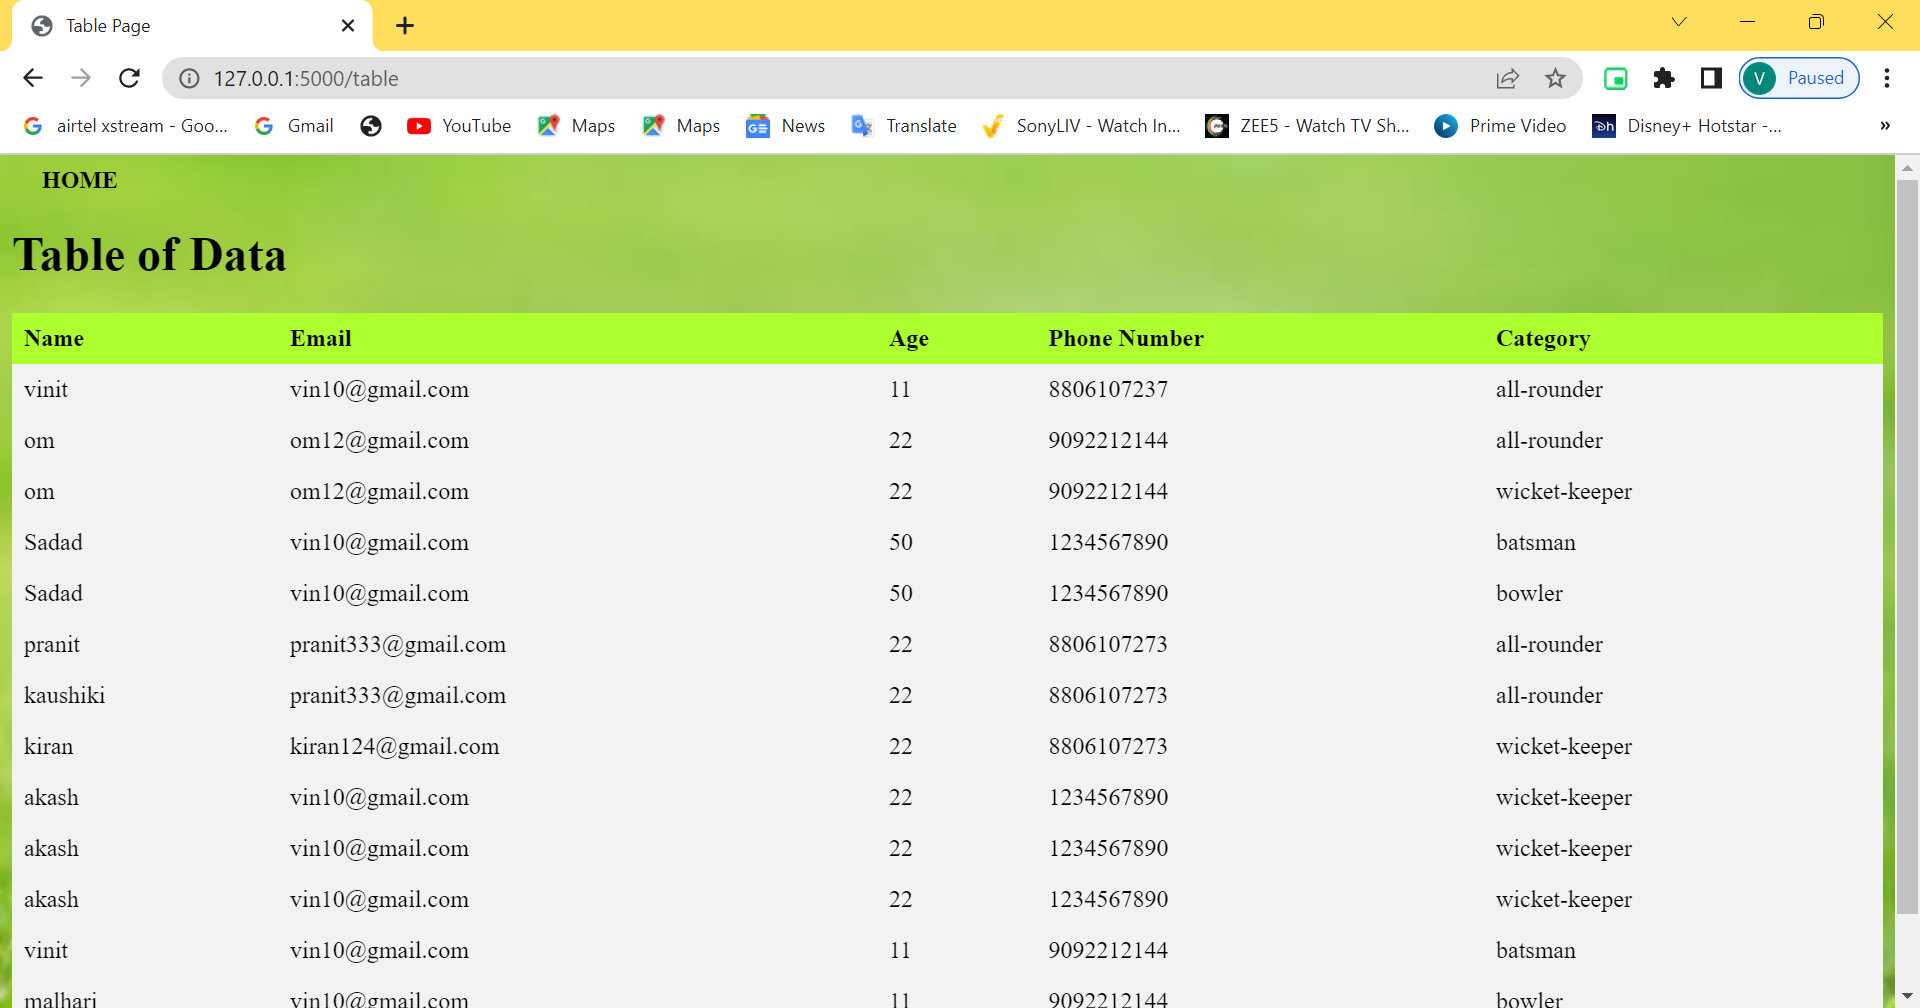 Table Page
127.0.0.1:5000/table
V Paused
airtel xstream - Goo... Gmail YouTube Maps Maps News Translate SonyLIV - Watch In... ZEE5 - Watch TV Sh... Prime Video Disney+ Hotstar -... »
HOME
Table of Data
Name Email Age Phone Number Category
vinit vin10@gmail.com 11 8806107237 all-rounder
om om12@gmail.com 22 9092212144 all-rounder
om om12@gmail.com 22 9092212144 wicket-keeper
Sadad vin10@gmail.com 50 1234567890 batsman
Sadad vin10@gmail.com 50 1234567890 bowler
pranit pranit333@gmail.com 22 8806107273 all-rounder
kaushiki pranit333@gmail.com 22 8806107273 all-rounder
kiran kiran124@gmail.com 22 8806107273 wicket-keeper
akash vin10@gmail.com 22 1234567890 wicket-keeper
akash vin10@gmail.com 22 1234567890 wicket-keeper
akash vin10@gmail.com 22 1234567890 wicket-keeper
vinit vin10@gmail.com 11 9092212144 batsman
malhari vin10@gmail.com 11 9092212144 bowler